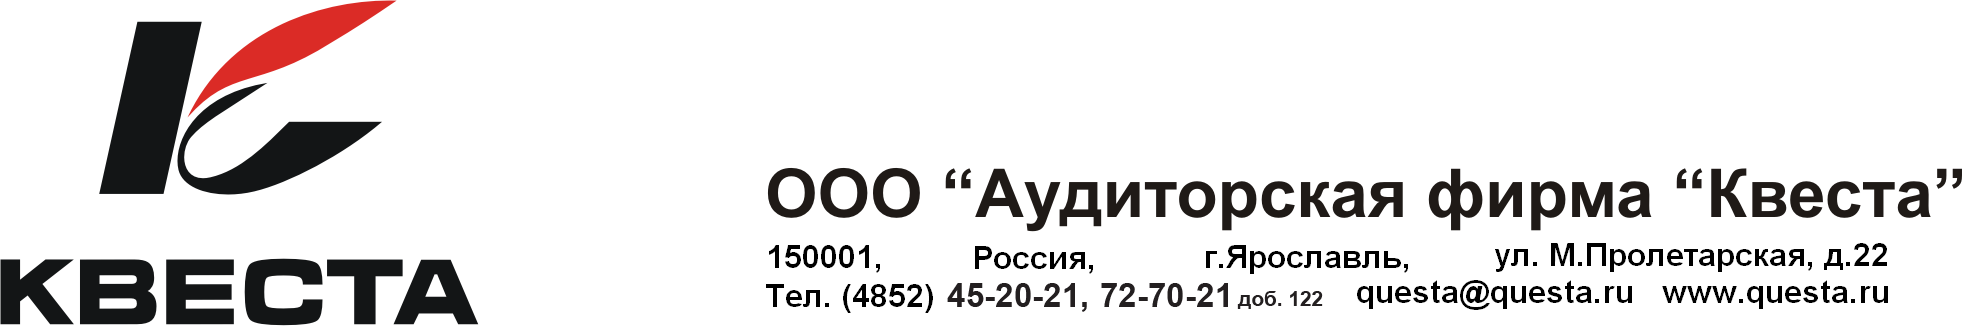 КВЕСТА
ООО “Аудиторская фирма “Квеста”
150001, Россия, г.Ярославль, ул. М.Пролетарская, д.22
Тел. (4852) 45-20-21, 72-70-21 доб. 122 questa@questa.ru www.questa.ru